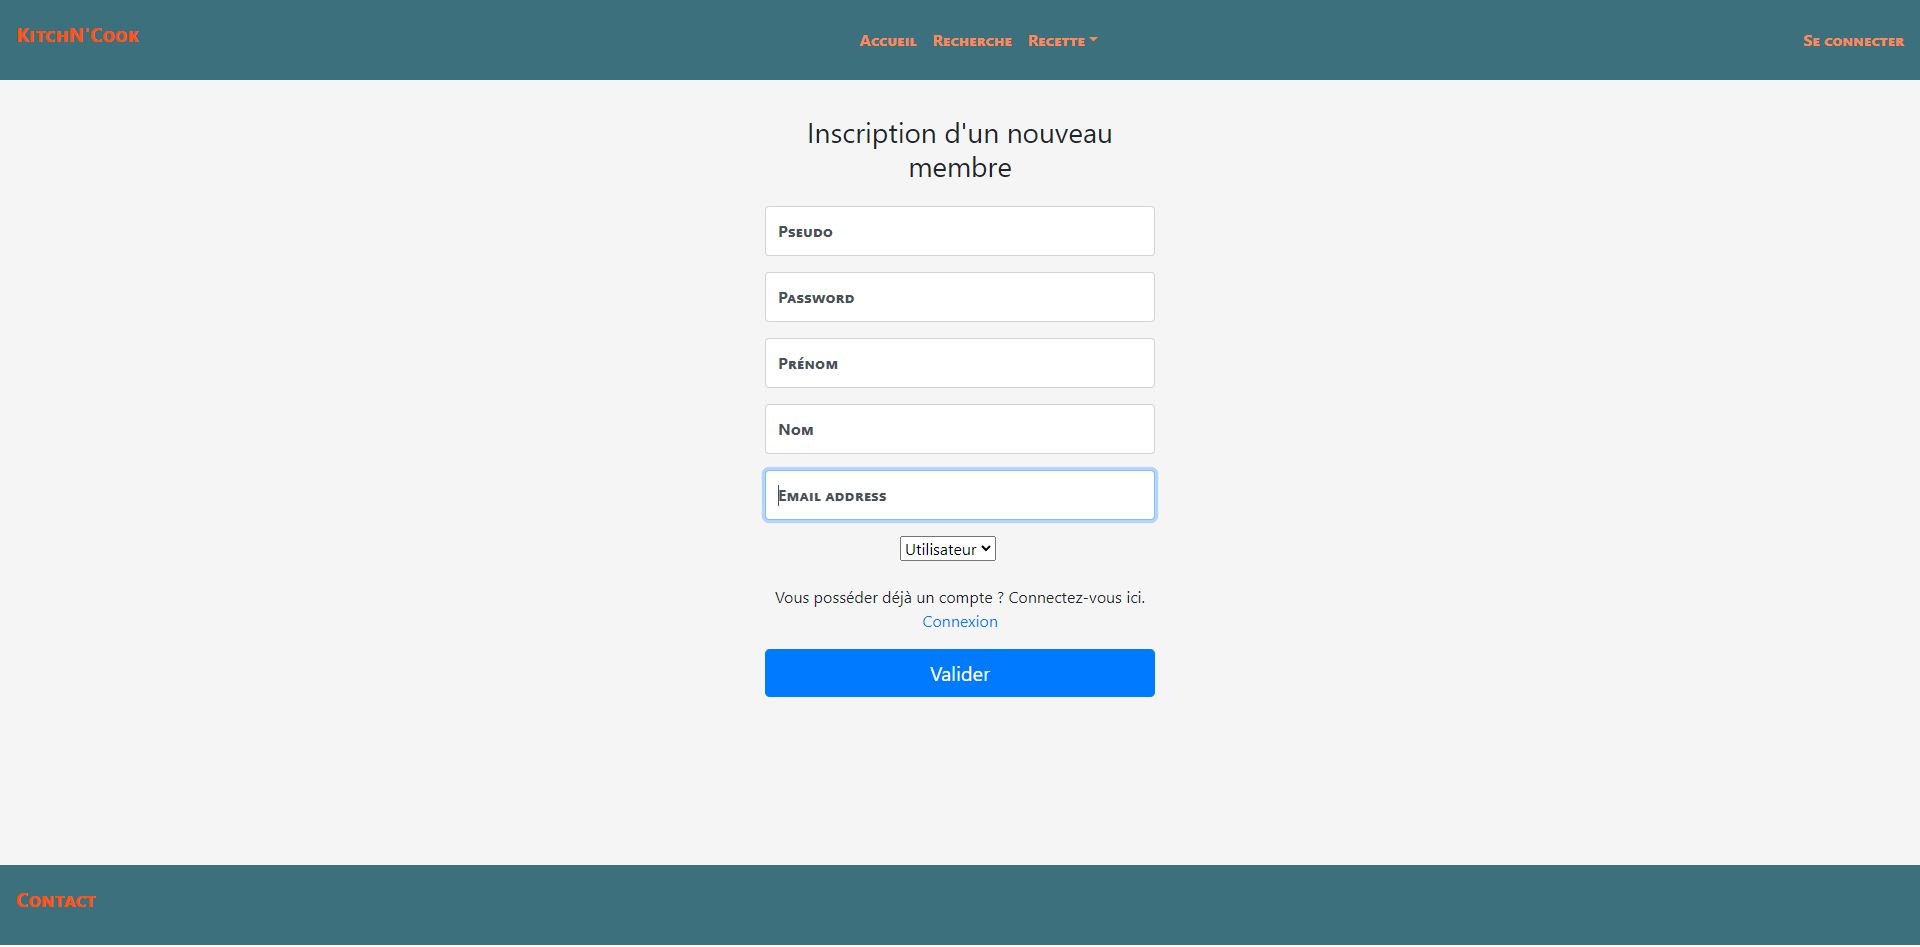 KitchN'Cook
Accueil Recherche Recette
Se connecter
Inscription d'un nouveau
membre
Pseudo
Password
Prénom
Nom
Email address
Utilisateur
Vous posséder déjà un compte ? Connectez-vous ici.
Connexion
Valider
Contact